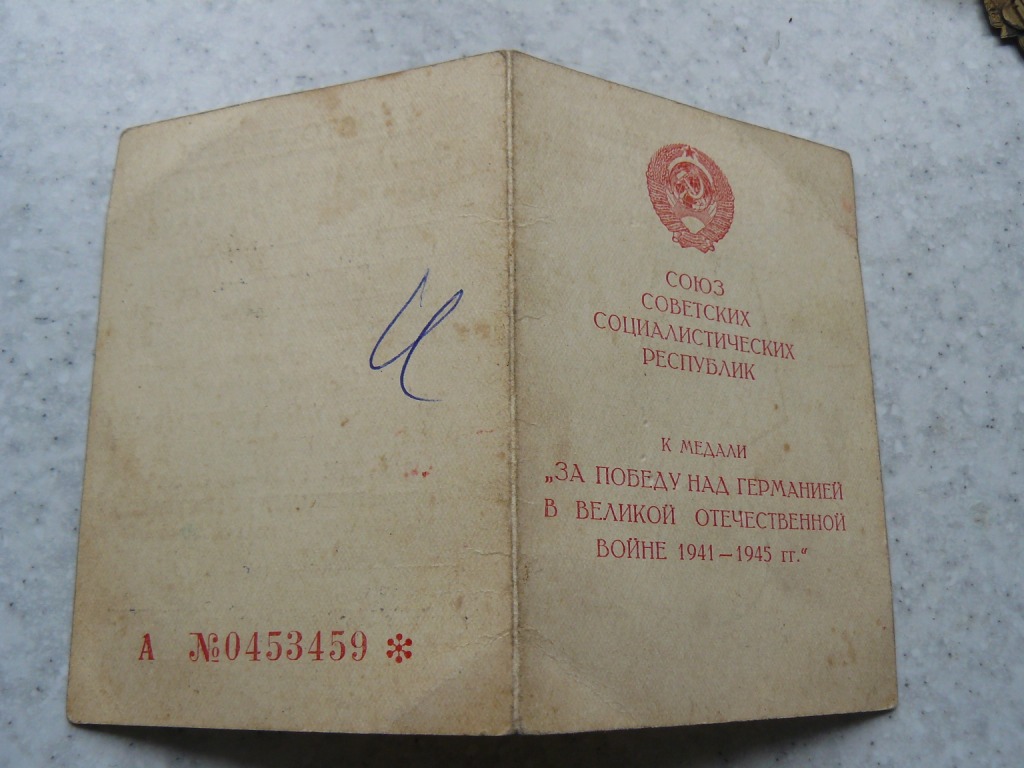 А №0453459
СОЮЗ
СОВЕТСКИХ
СОЦИАЛИСТИЧЕСКИХ
РЕСПУБЛИК
К МЕДАЛИ
„ЗА ПОБЕДУ НАД ГЕРМАНИЕЙ
В ВЕЛИКОЙ ОТЕЧЕСТВЕННОЙ
ВОЙНЕ 1941—1945 гг.“